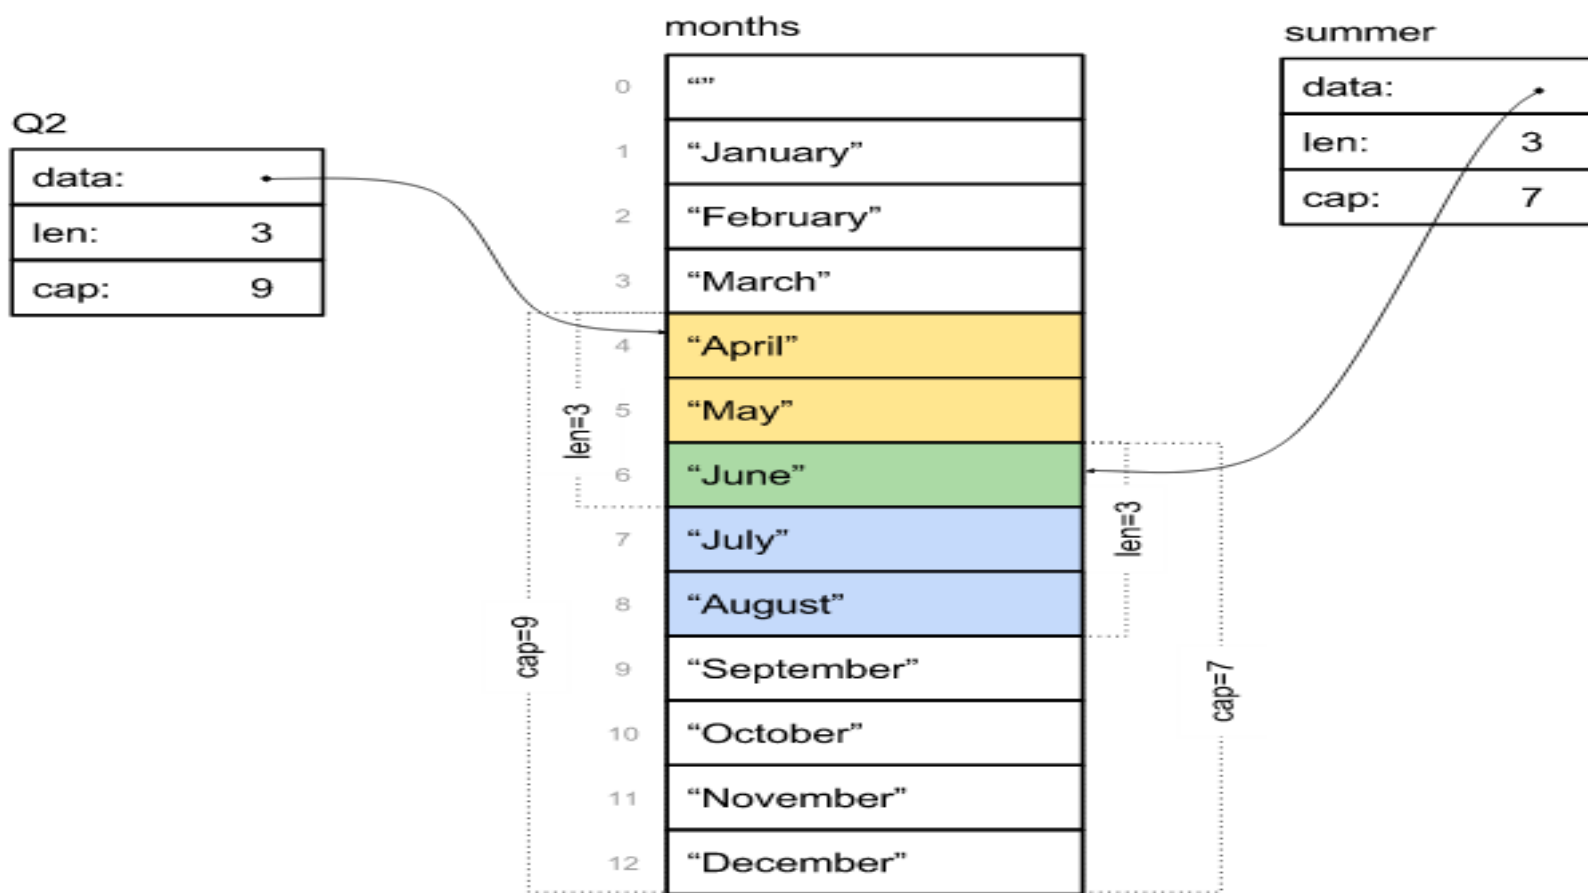 months
summer
Q2
data:
len: 3
cap: 9
0 “”
1 “January”
2 “February”
3 “March”
4 “April”
5 “May”
6 “June”
7 “July”
8 “August”
9 “September”
10 “October”
11 “November”
12 “December”
len=3
cap=9
data:
len: 3
cap: 7
len=3
cap=7